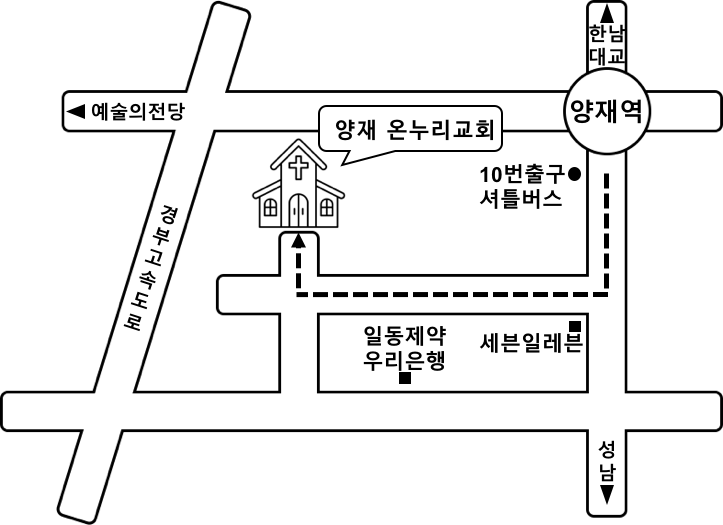 한남
대교
예술의전당
양재역
양재 온누리교회
10번출구
셔틀버스
경부고속도로
일동제약
우리은행
세븐일레븐
성남